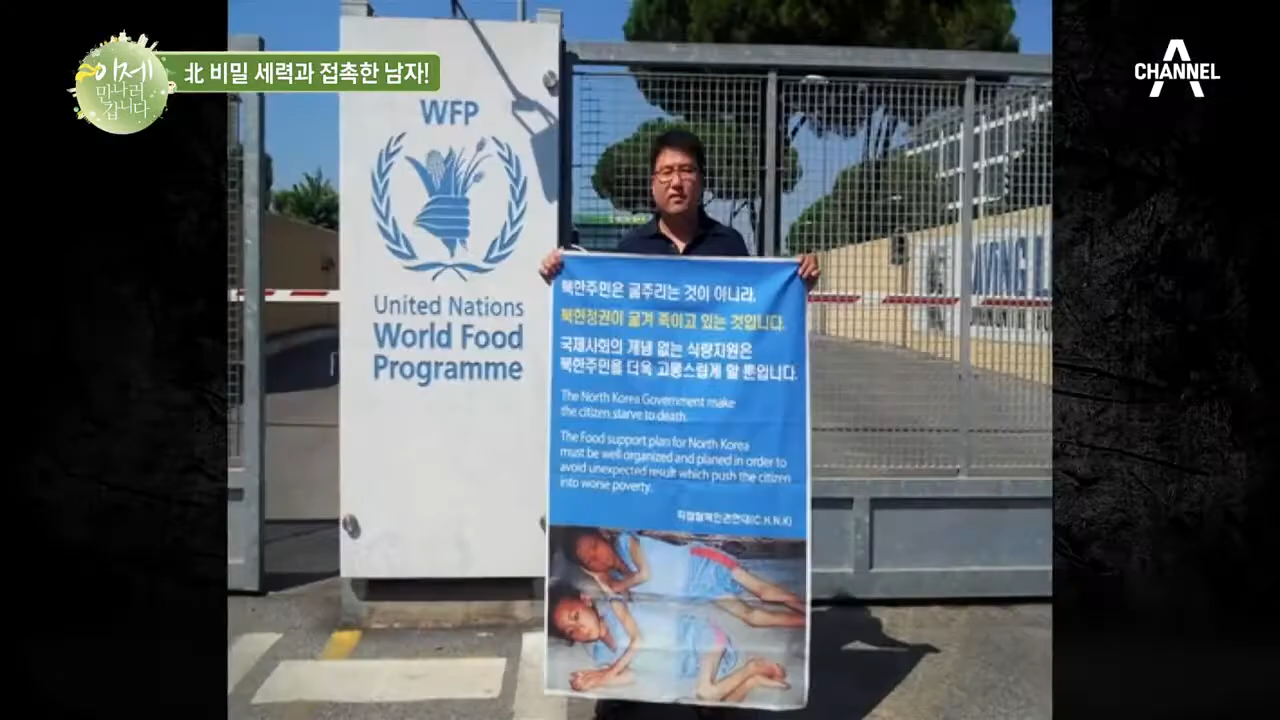 이제
만나러
갑니다
北 비밀 세력과 접촉한 남자!
CHANNEL
WFP
United Nations
World Food
Programme
북한주민은 굶주리는 것이 아니라,
북한정권이 굶겨 죽이고 있는 것입니다.
국제사회의 개념 없는 식량지원은
북한주민을 더욱 고통스럽게 할 뿐입니다.
The North Korea Government make
the citizen starve to death.
The Food support plan for North Korea
must be well organized and planed in order to
avoid unexpected result which push the citizen
into worse poverty.
(C.H.N.K)